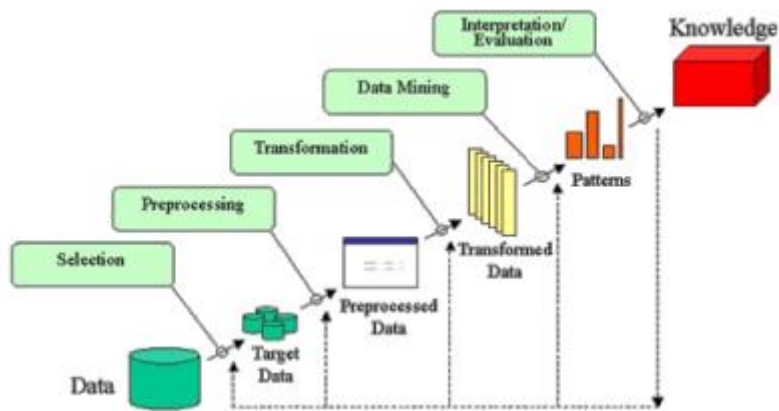 Interpretation/
Evaluation
Knowledge
Data Mining
Transformation
Patterns
Preprocessing
Transformed
Data
Selection
Preprocessed
Data
Target
Data
Data